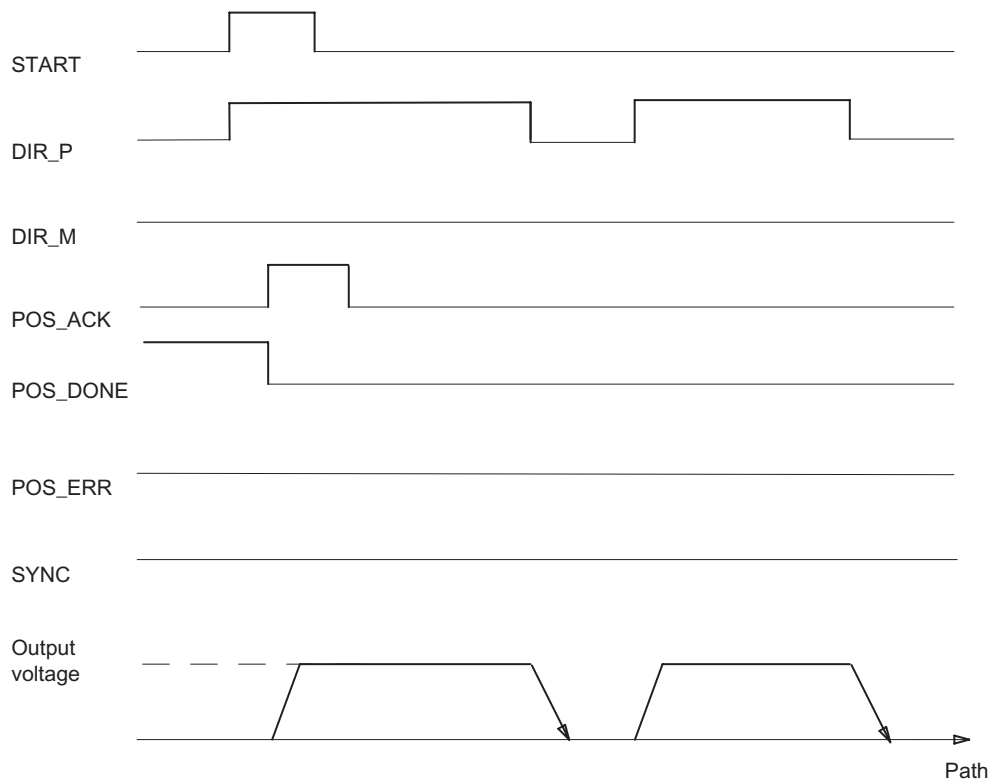 START
DIR_P
DIR_M
POS_ACK
POS_DONE
POS_ERR
SYNC
Output
voltage
Path